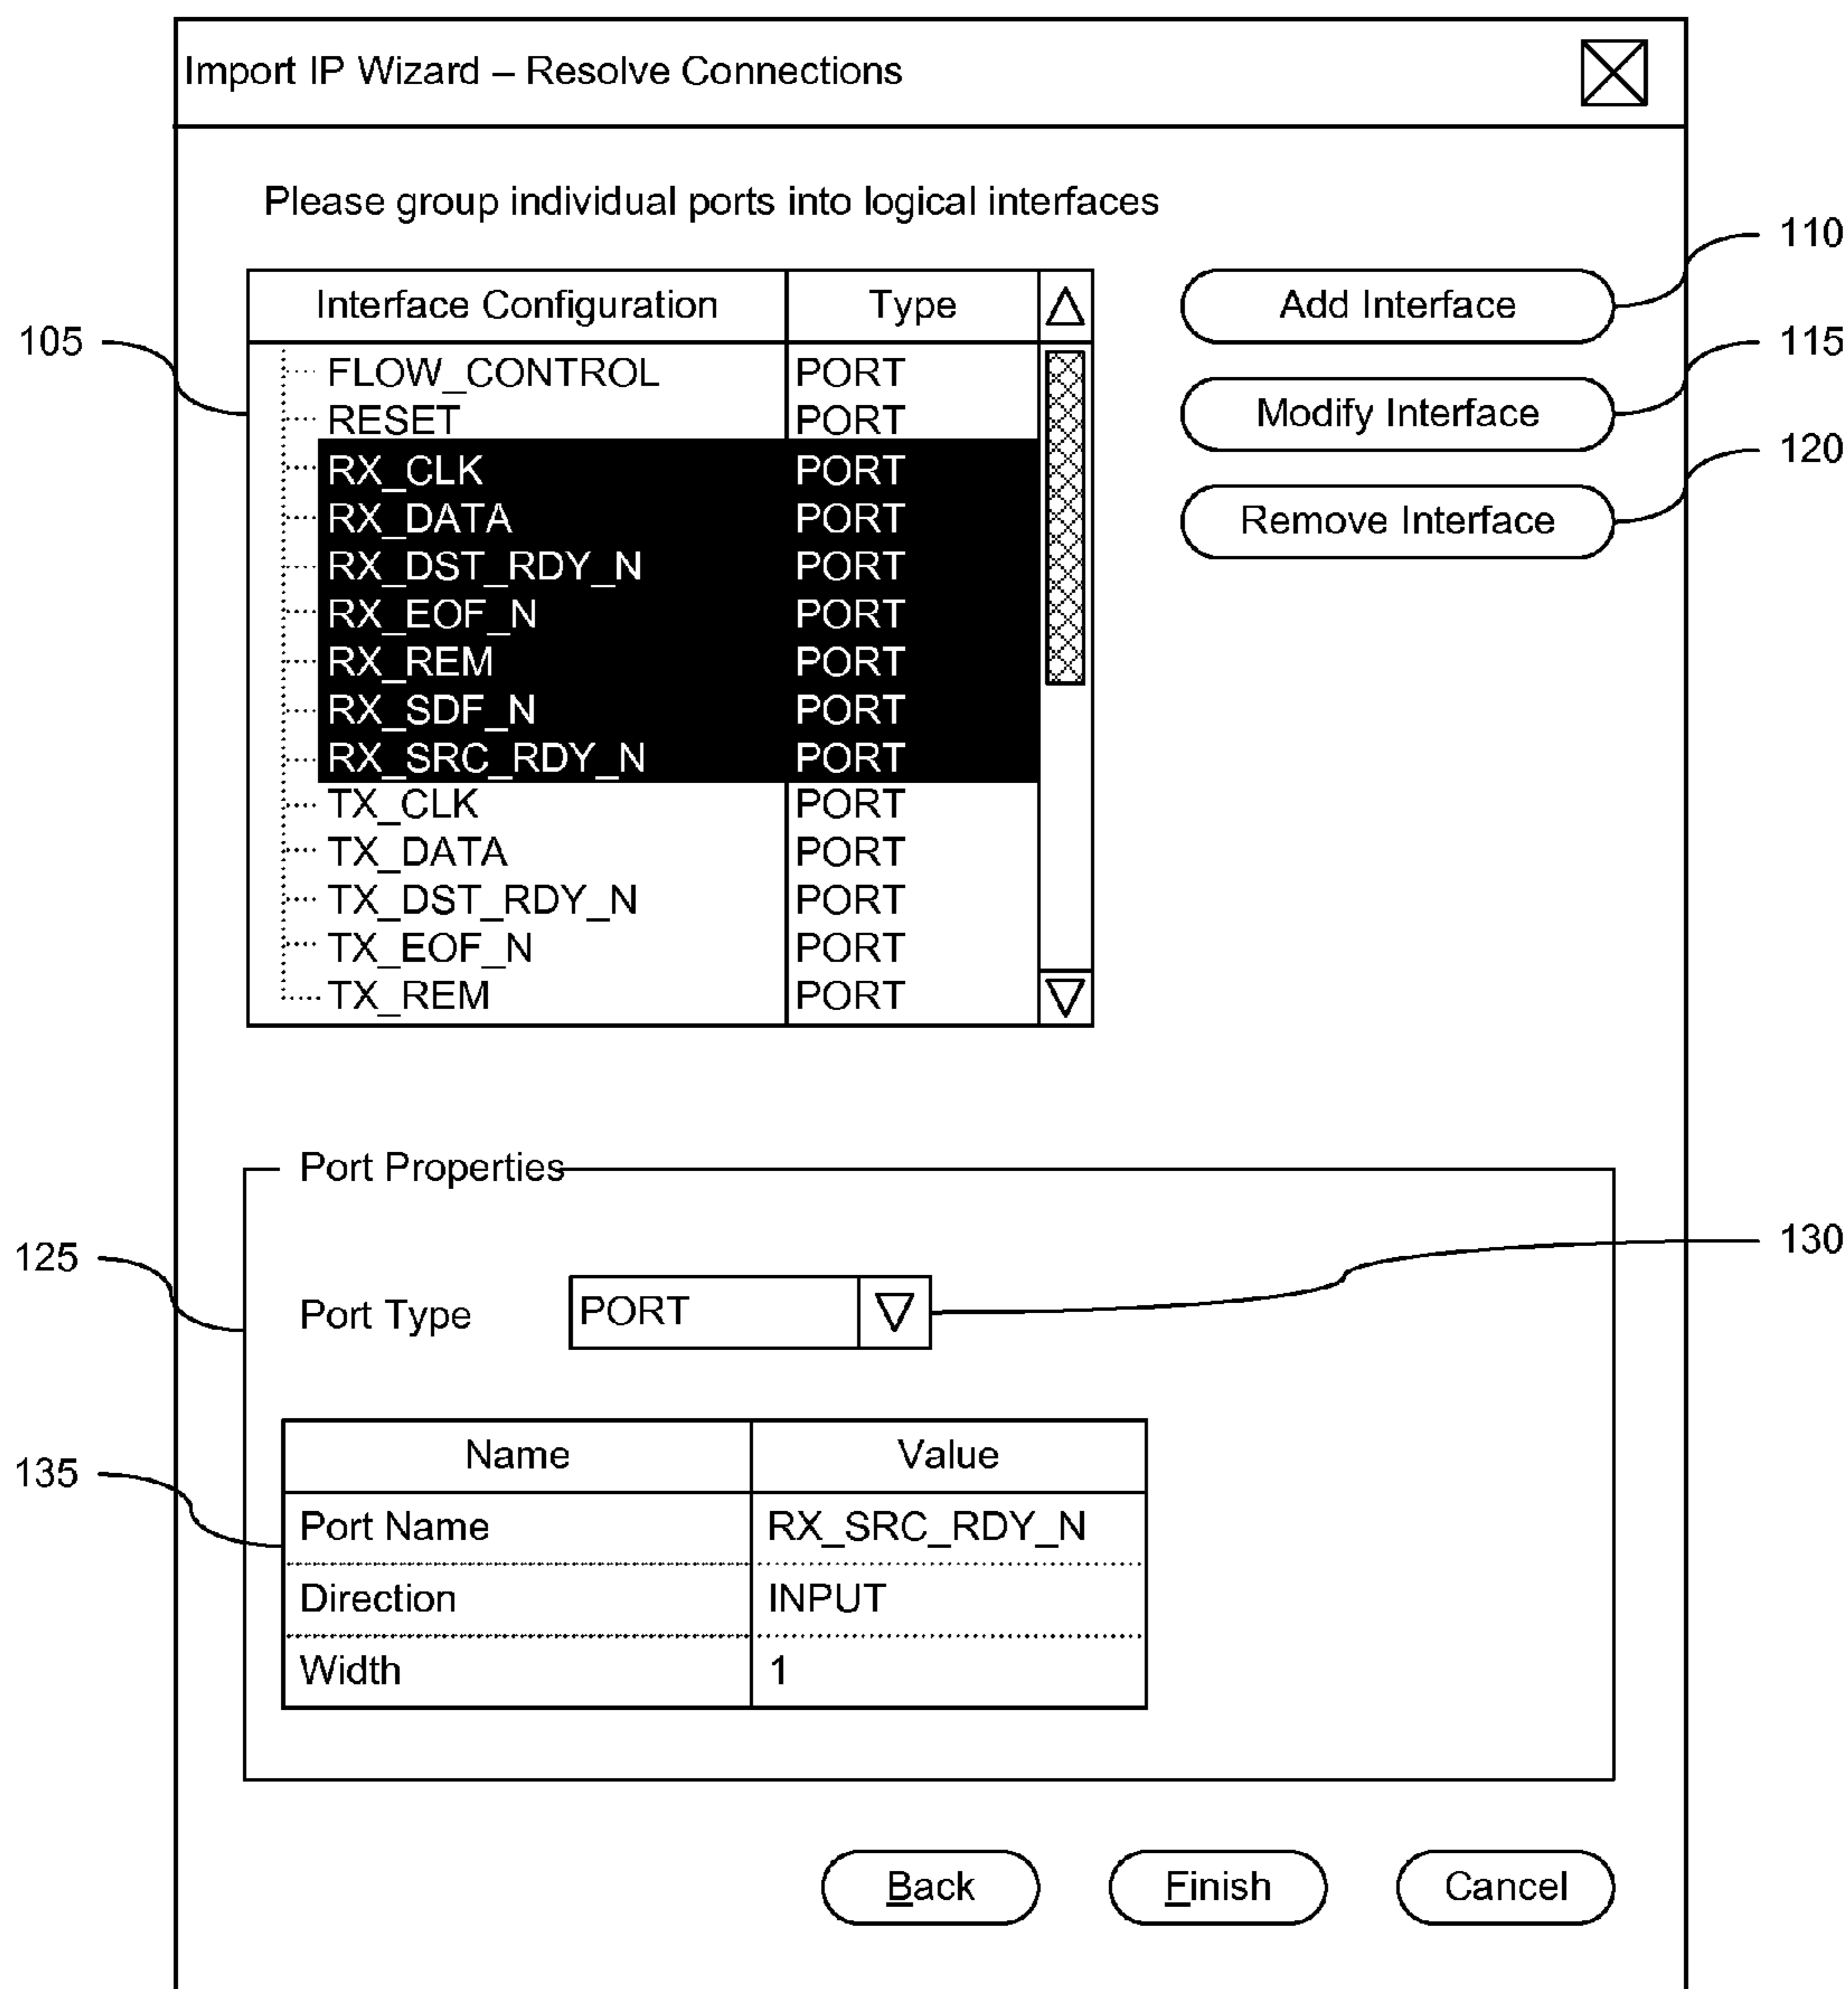 Import IP Wizard – Resolve Connections
Please group individual ports into logical interfaces
110
Interface Configuration Type
Add Interface
105
115
FLOW_CONTROL PORT
RESET PORT
Modify Interface
120
RX_CLK PORT
RX_DATA PORT
Remove Interface
RX_DST_RDY_N PORT
RX_EOF_N PORT
RX_REM PORT
RX_SDF_N PORT
RX_SRC_RDY_N PORT
TX_CLK PORT
TX_DATA PORT
TX_DST_RDY_N PORT
TX_EOF_N PORT
TX_REM PORT
Port Properties
125
130
Port Type PORT
135
Name Value
Port Name RX_SRC_RDY_N
Direction INPUT
Width 1
Back Finish Cancel